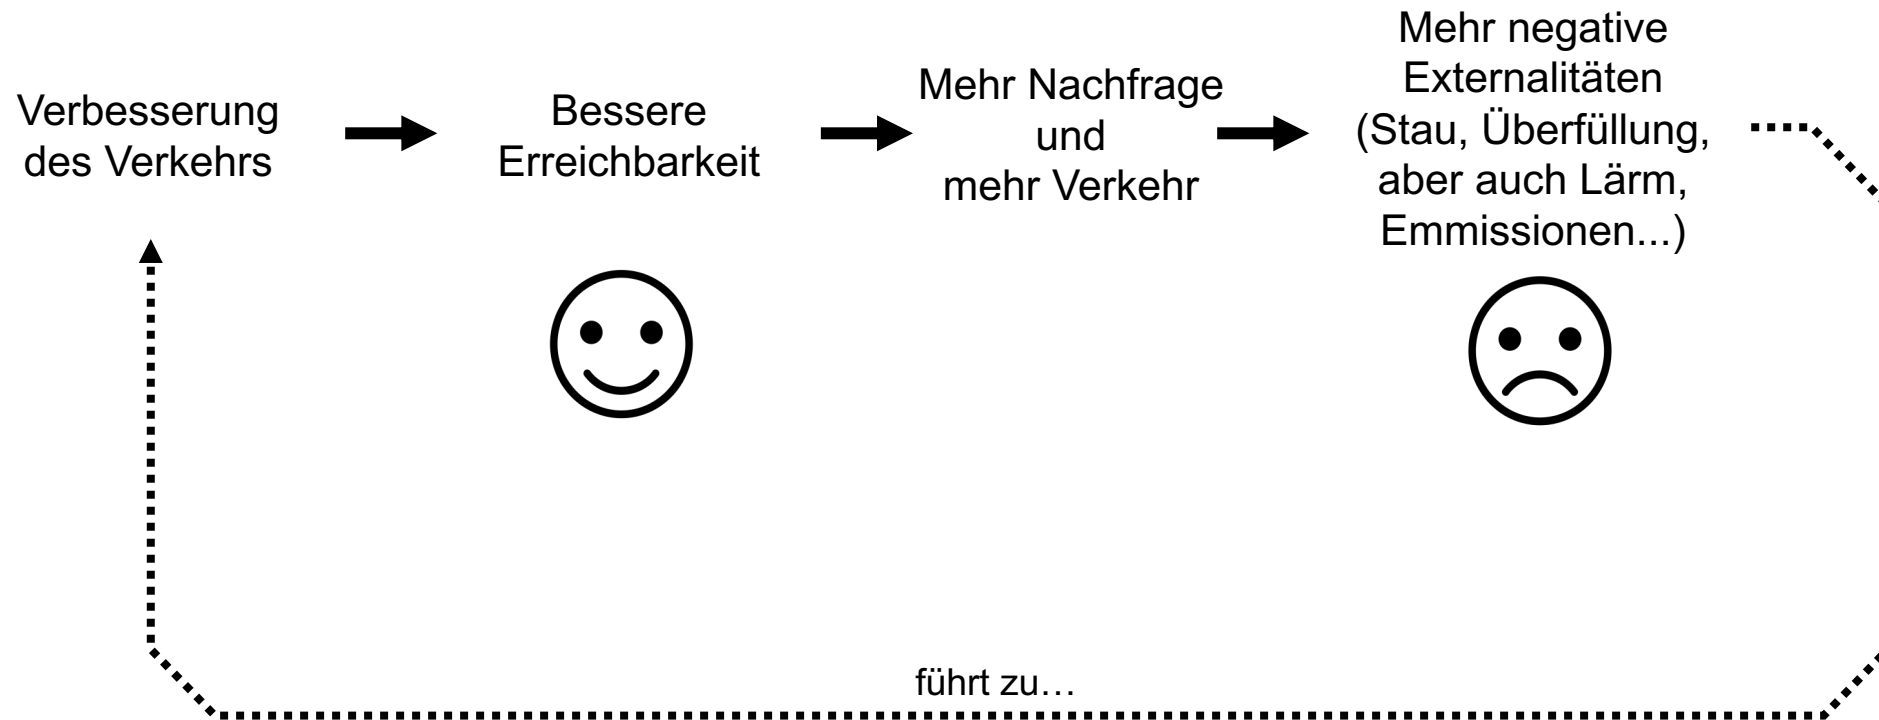 Verbesserung
des Verkehrs
Bessere
Erreichbarkeit
Mehr Nachfrage
und
mehr Verkehr
Mehr negative
Externalitäten
(Stau, Überfüllung,
aber auch Lärm,
Emmissionen...)
führt zu…